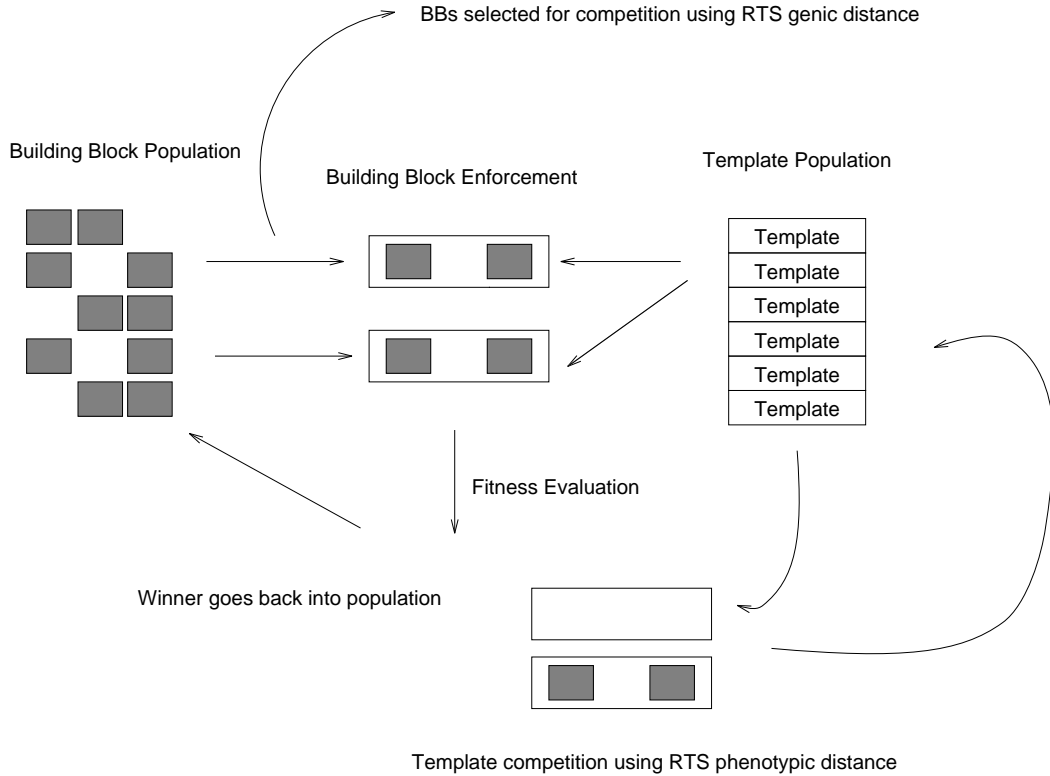 BBs selected for competition using RTS genic distance
Building Block Population
Building Block Enforcement
Template Population
Template
Template
Template
Template
Template
Template
Fitness Evaluation
Winner goes back into population
Template competition using RTS phenotypic distance